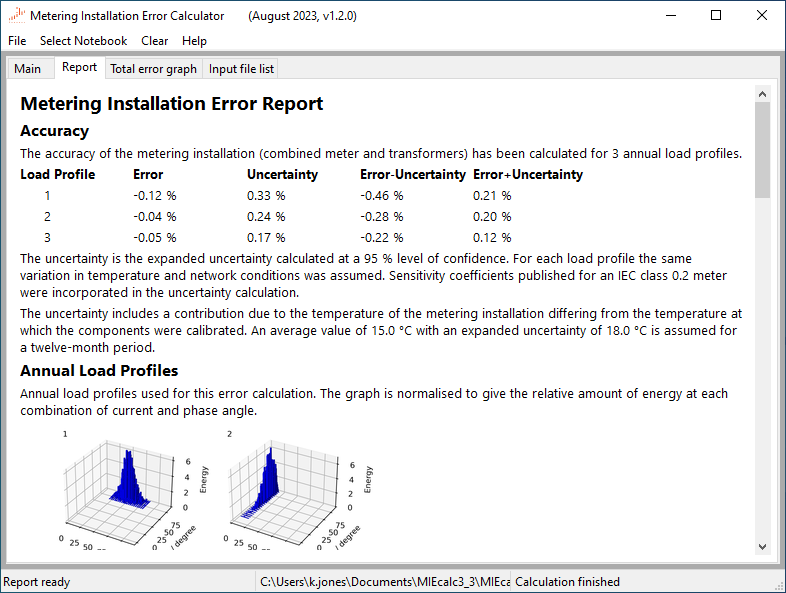 Metering Installation Error Calculator (August 2023, v1.2.0)
File Select Notebook Clear Help
Main Report Total error graph Input file list
Metering Installation Error Report
Accuracy
The accuracy of the metering installation (combined meter and transformers) has been calculated for 3 annual load profiles.
Load Profile Error Uncertainty Error-Uncertainty Error+Uncertainty
1 -0.12 % 0.33 % -0.46 % 0.21 %
2 -0.04 % 0.24 % -0.28 % 0.20 %
3 -0.05 % 0.17 % -0.22 % 0.12 %
The uncertainty is the expanded uncertainty calculated at a 95 % level of confidence. For each load profile the same
variation in temperature and network conditions was assumed. Sensitivity coefficients published for an IEC class 0.2 meter
were incorporated in the uncertainty calculation.
The uncertainty includes a contribution due to the temperature of the metering installation differing from the temperature at
which the components were calibrated. An average value of 15.0 °C with an expanded uncertainty of 18.0 °C is assumed for
a twelve-month period.
Annual Load Profiles
Annual load profiles used for this error calculation. The graph is normalised to give the relative amount of energy at each
combination of current and phase angle.
1 2
6 4 2 0 Energy
75 50 25 0 / degree
0 25 50
6 4 2 0 Energy
75 50 25 0 / degree
0 25 50
Report ready C:\Users\k.jones\Documents\MIEcalc3_3\MIEca Calculation finished